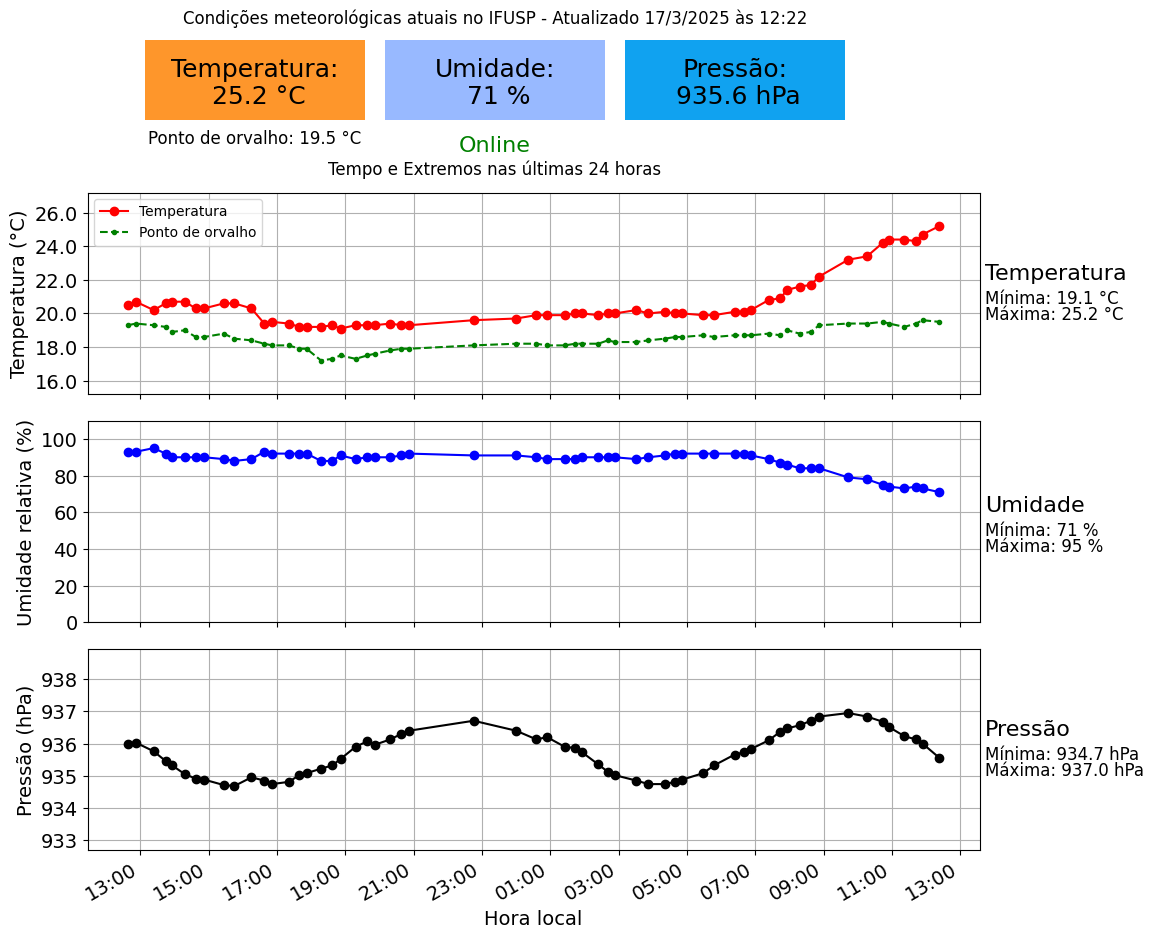 Condições meteorológicas atuais no IFUSP - Atualizado 17/3/2025 às 12:22
Temperatura:
25.2 °C
Umidade:
71 %
Pressão:
935.6 hPa
Ponto de orvalho: 19.5 °C
Online
Tempo e Extremos nas últimas 24 horas
Temperatura (°C)
26.0
24.0
22.0
20.0
18.0
16.0
Temperatura
Ponto de orvalho
Temperatura
Mínima: 19.1 °C
Máxima: 25.2 °C
Umidade relativa (%)
100
80
60
40
20
0
Umidade
Mínima: 71 %
Máxima: 95 %
Pressão (hPa)
938
937
936
935
934
933
Pressão
Mínima: 934.7 hPa
Máxima: 937.0 hPa
13:00
15:00
17:00
19:00
21:00
23:00
01:00
03:00
05:00
07:00
09:00
11:00
13:00
Hora local